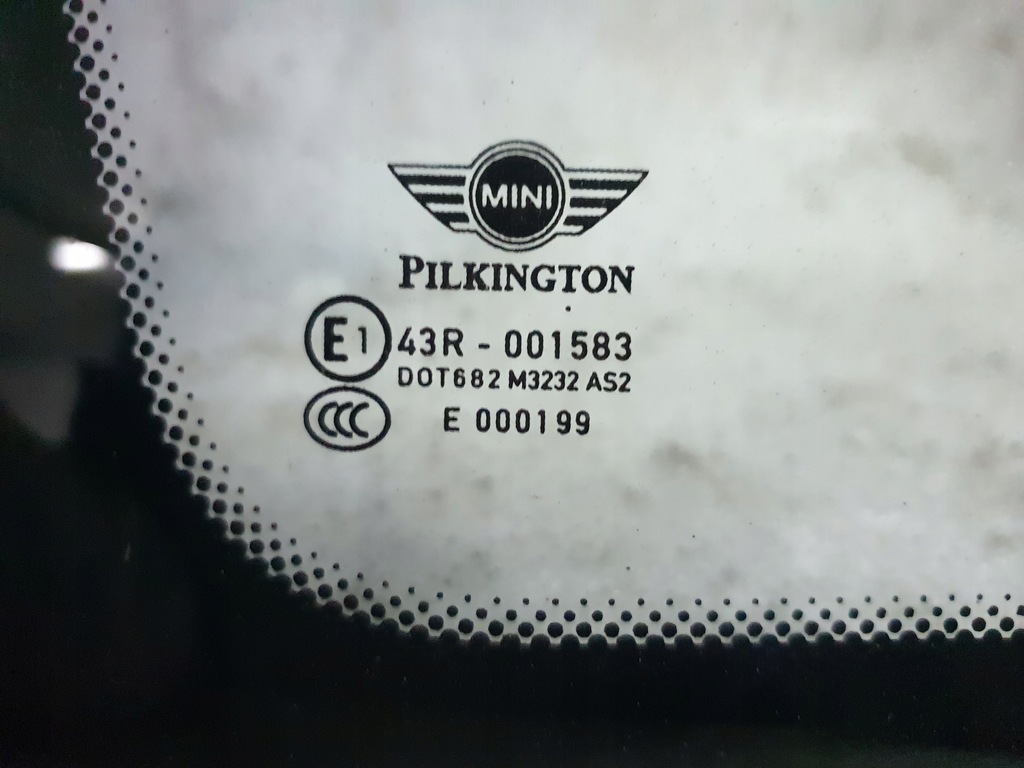 MINI
PILKINGTON
E1 43R - 001583
DOT682 M3232 AS2
CCC E 000199